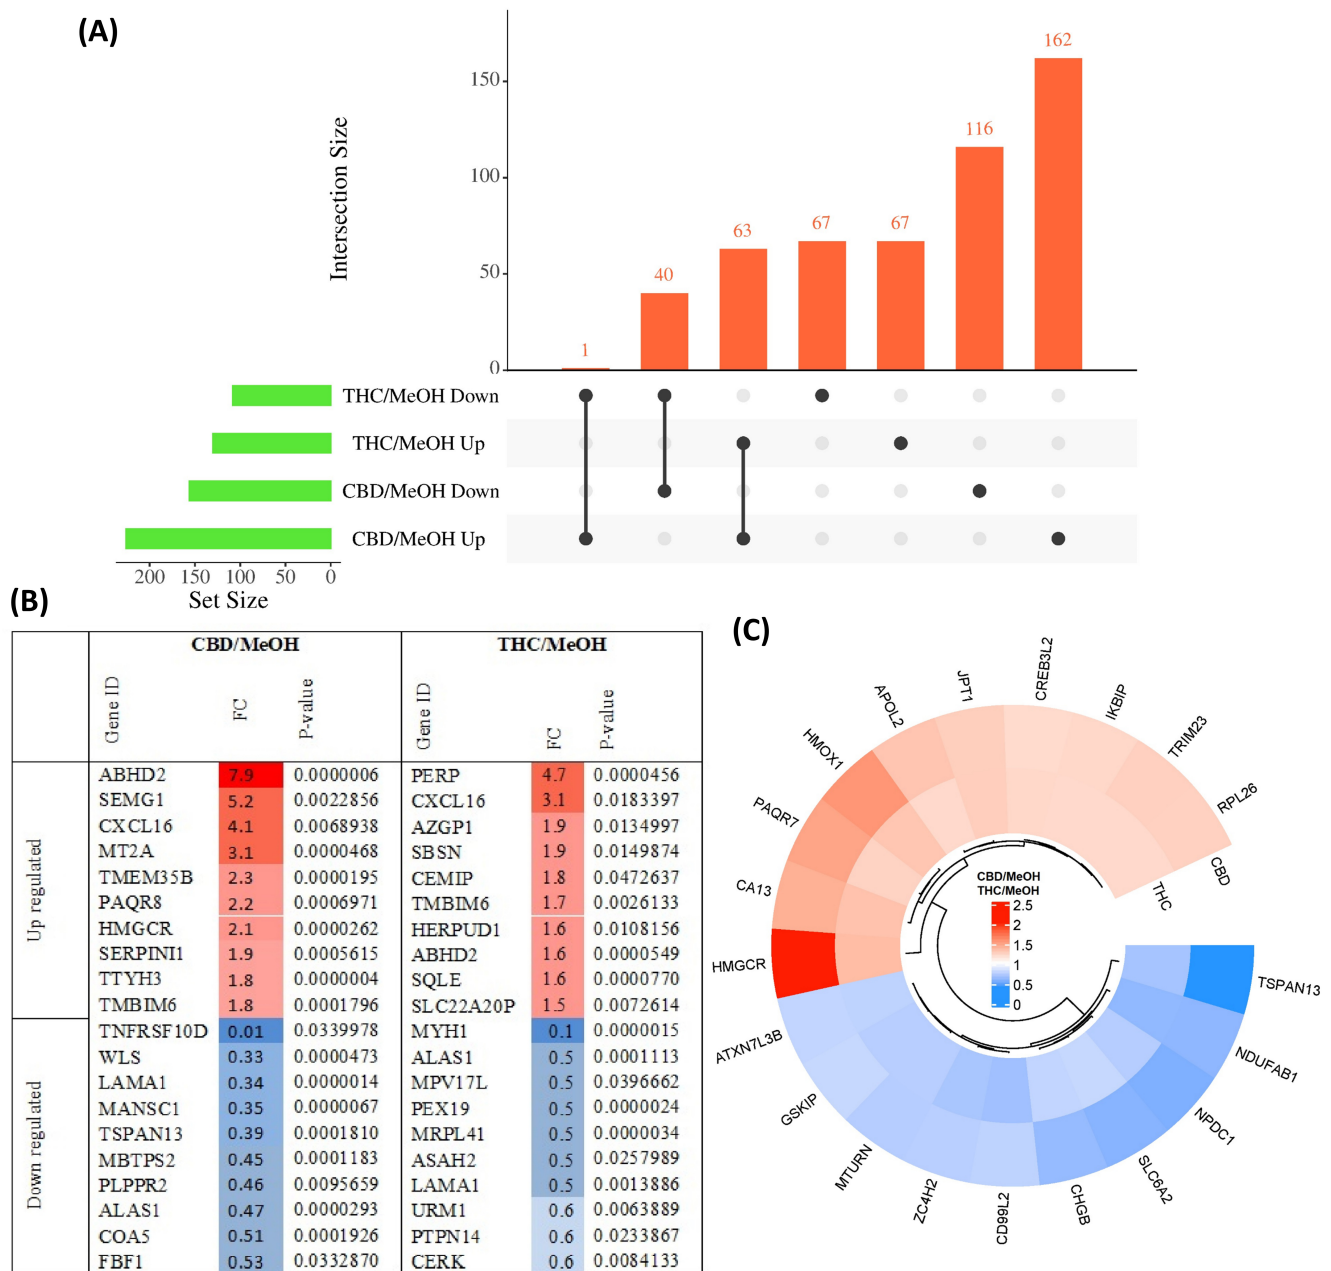 (A)
Intersection Size
150
100
50
0
1
40
63
67
67
116
162
THC/MeOH Down
THC/MeOH Up
CBD/MeOH Down
CBD/MeOH Up
200 150 100 50 0
Set Size
(B)
CBD/MeOH THC/MeOH
Gene ID FC P-value Gene ID FC P-value
Up regulated
ABHD2 7.9 0.0000006 PERP 4.7 0.0000456
SEMG1 5.2 0.0022856 CXCL16 3.1 0.0183397
CXCL16 4.1 0.0068938 AZGP1 1.9 0.0134997
MT2A 3.1 0.0000468 SBSN 1.9 0.0149874
TMEM35B 2.3 0.0000195 CEMIP 1.8 0.0472637
PAQR8 2.2 0.0006971 TMBIM6 1.7 0.0026133
HMGCR 2.1 0.0000262 HERPUD1 1.6 0.0108156
SERPINI1 1.9 0.0005615 ABHD2 1.6 0.0000549
TTYH3 1.8 0.0000004 SQLE 1.6 0.0000770
TMBIM6 1.8 0.0001796 SLC22A20P 1.5 0.0072614
Down regulated
TNFRSF10D 0.01 0.0339978 MYH1 0.1 0.0000015
WLS 0.33 0.0000473 ALAS1 0.5 0.0001113
LAMA1 0.34 0.0000014 MPV17L 0.5 0.0396662
MANSC1 0.35 0.0000067 PEX19 0.5 0.0000024
TSPAN13 0.39 0.0001810 MRPL41 0.5 0.0000034
MBTPS2 0.45 0.0001183 ASAH2 0.5 0.0257989
PLPPR2 0.46 0.0095659 LAMA1 0.5 0.0013886
ALAS1 0.47 0.0000293 URM1 0.6 0.0063889
COA5 0.51 0.0001926 PTPN14 0.6 0.0233867
FBF1 0.53 0.0332870 CERK 0.6 0.0084133
(C)
HMGCR
CA13
PAQR7
HMOX1
APOL2
JPT1
CREB3L2
IKBIP
TRIM23
RPL26
CBD
THC
CBD/MeOH
THC/MeOH
2.5
2
1.5
1
0.5
0
TSPAN13
NDUFAB1
NPDC1
SLC6A2
CHGB
CD99L2
ZC4H2
MTURN
GSKIP
ATXN7L3B